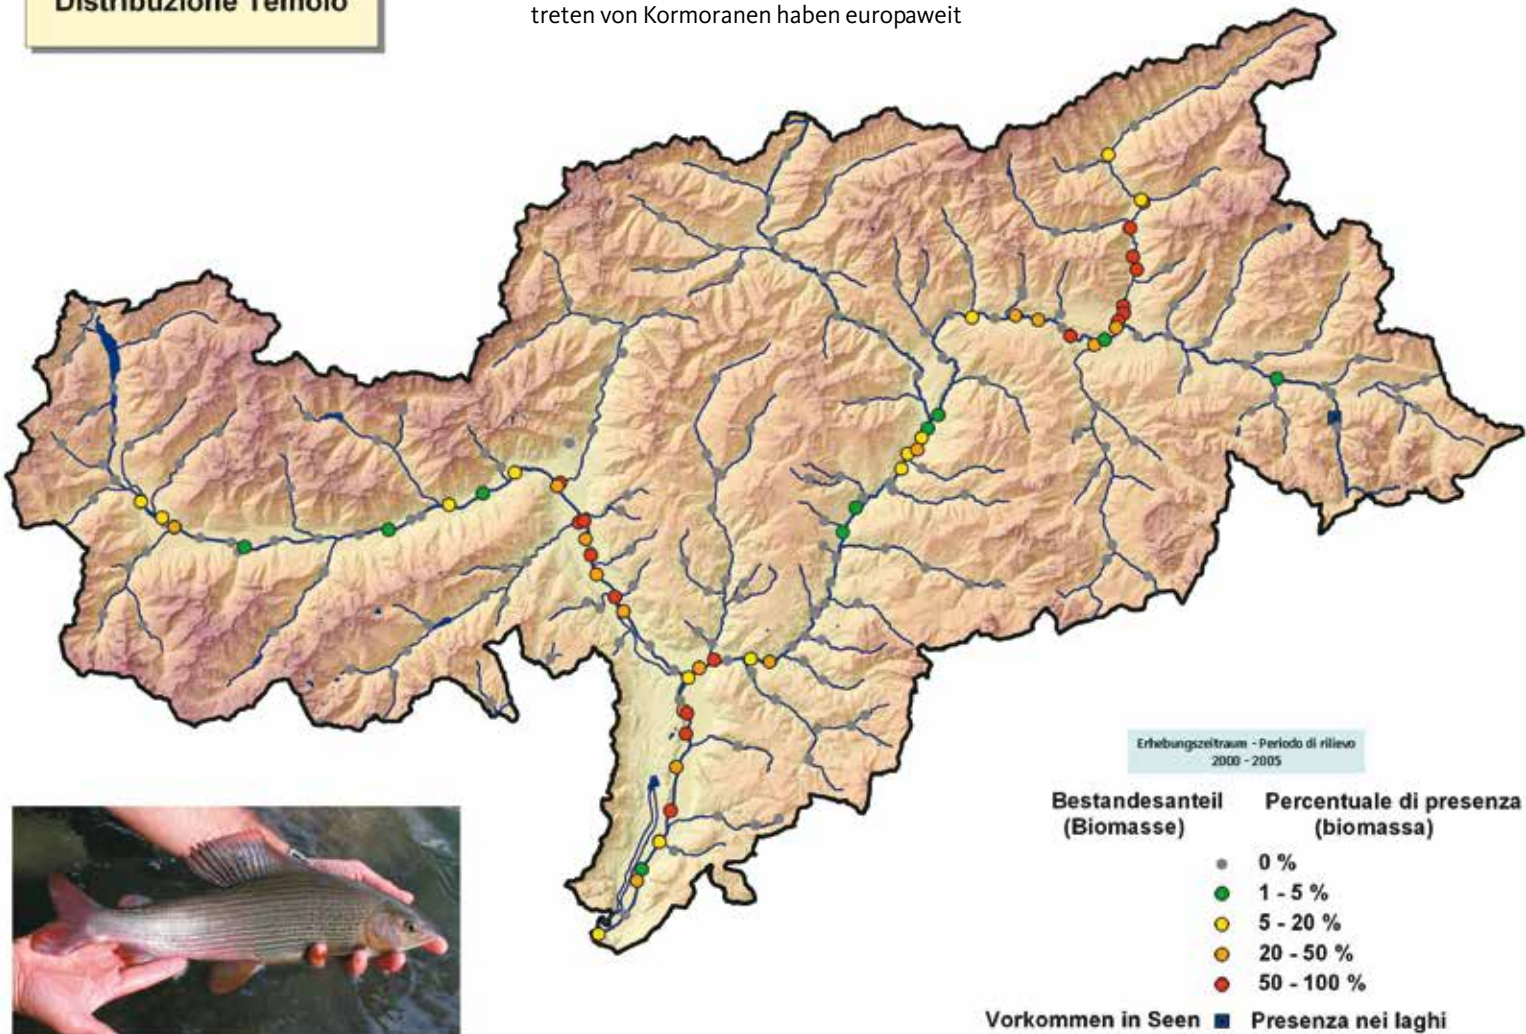 Distribuzione Temolo
treten von Kormoranen haben europaweit
Erhebungszeitraum - Periodo di rilievo
2000 - 2005
Bestandesanteil
(Biomasse)
Percentuale di presenza
(biomassa)
0 %
1 - 5 %
5 - 20 %
20 - 50 %
50 - 100 %
Vorkommen in Seen
Presenza nei laghi